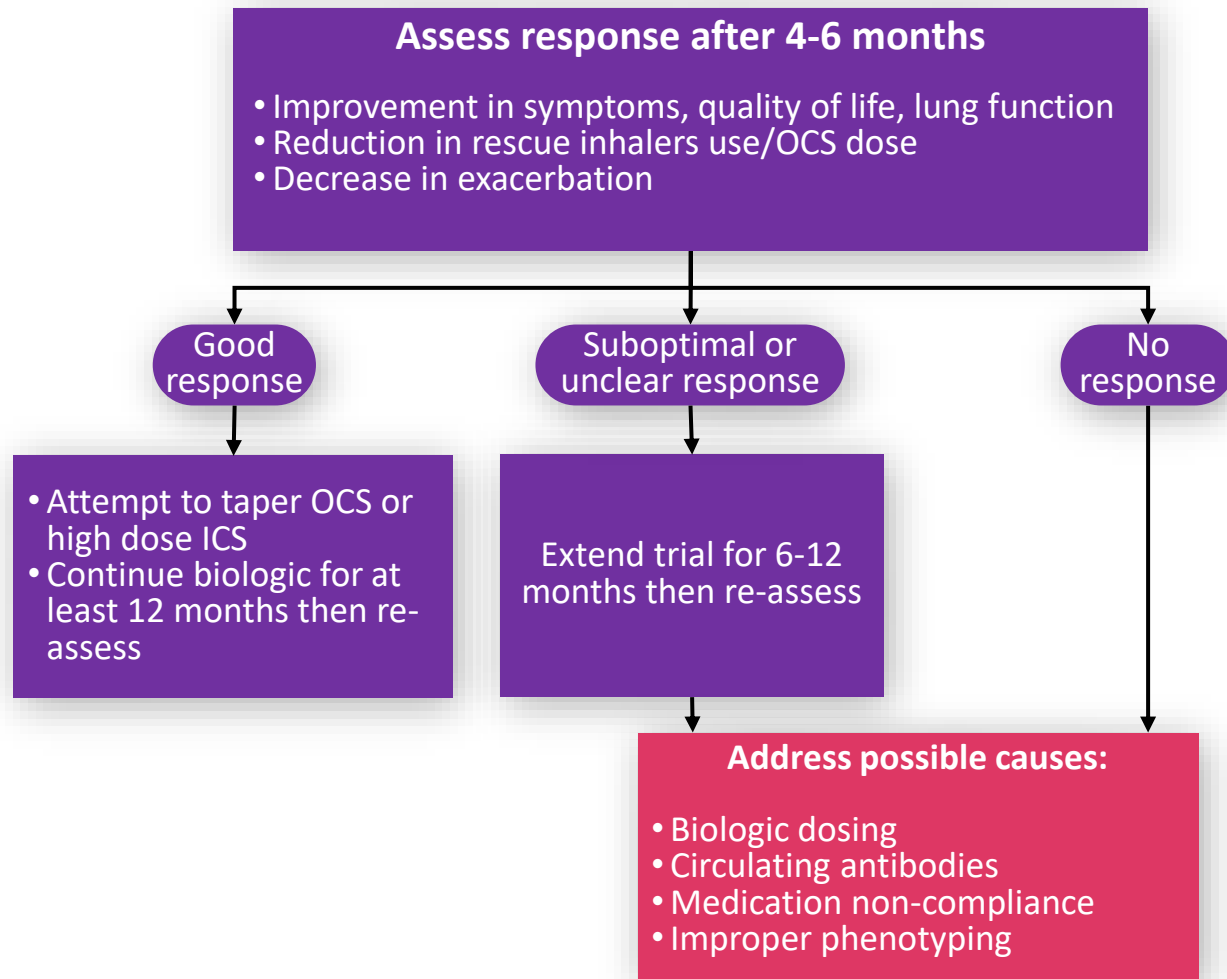 Assess response after 4-6 months
• Improvement in symptoms, quality of life, lung function
• Reduction in rescue inhalers use/OCS dose
• Decrease in exacerbation
Good
response
Suboptimal or
unclear response
No
response
• Attempt to taper OCS or
high dose ICS
• Continue biologic for at
least 12 months then re-
assess
Extend trial for 6-12
months then re-assess
Address possible causes:
• Biologic dosing
• Circulating antibodies
• Medication non-compliance
• Improper phenotyping